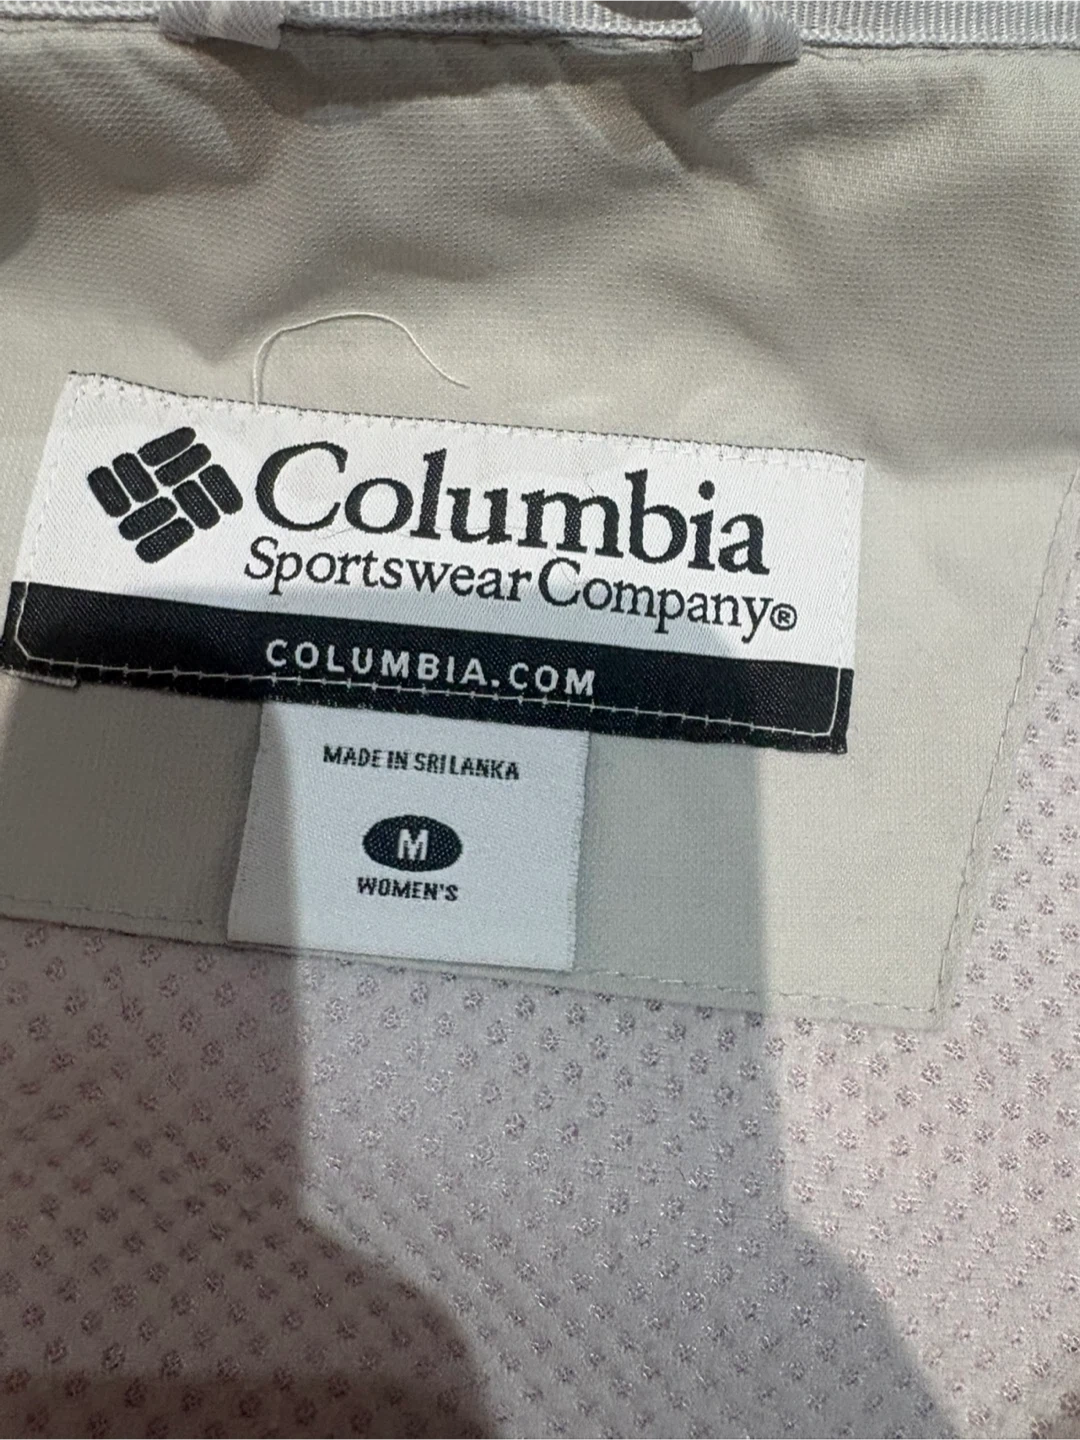 Columbia
Sportswear Company®
COLUMBIA.COM
MADE IN SRI LANKA
M
WOMEN'S